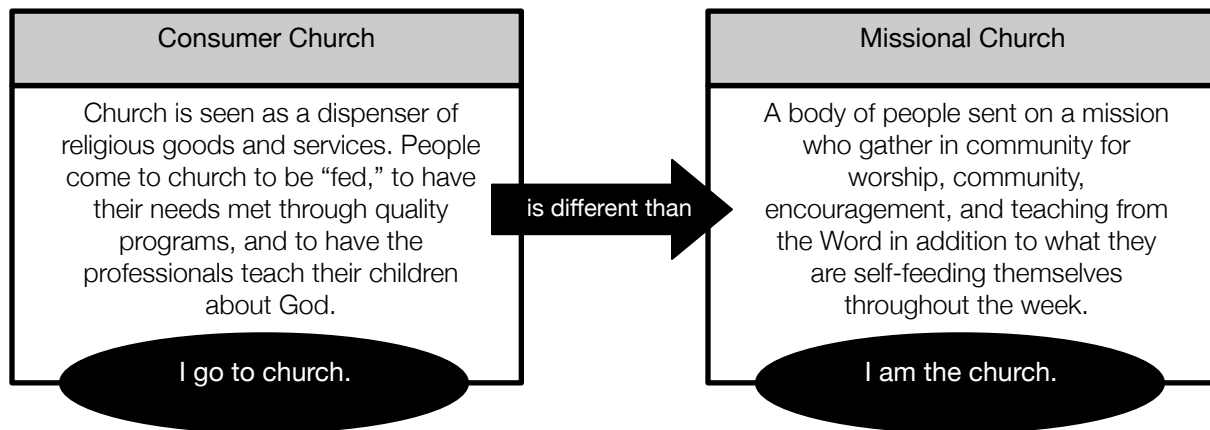 Consumer Church
Church is seen as a dispenser of
religious goods and services. People
come to church to be “fed,” to have
their needs met through quality
programs, and to have the
professionals teach their children
about God.
I go to church.
is different than
Missional Church
A body of people sent on a mission
who gather in community for
worship, community,
encouragement, and teaching from
the Word in addition to what they
are self-feeding themselves
throughout the week.
I am the church.